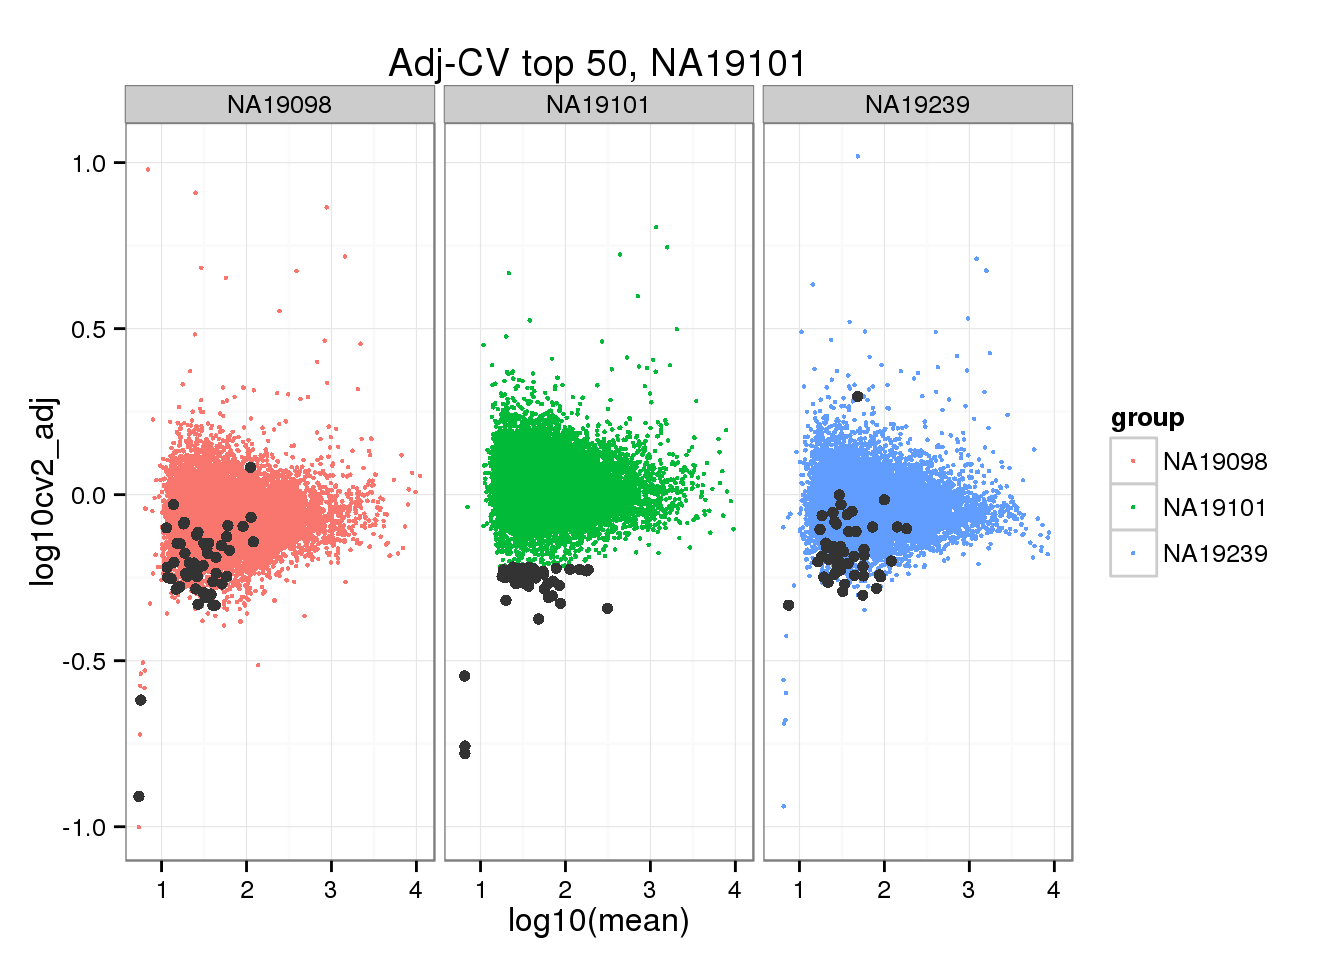 Adj-CV top 50, NA19101
NA19098 NA19101 NA19239
log10cv2_adj
1.0
0.5
0.0
-0.5
-1.0
1 2 3 4 1 2 3 4 1 2 3 4
log10(mean)
group
NA19098
NA19101
NA19239